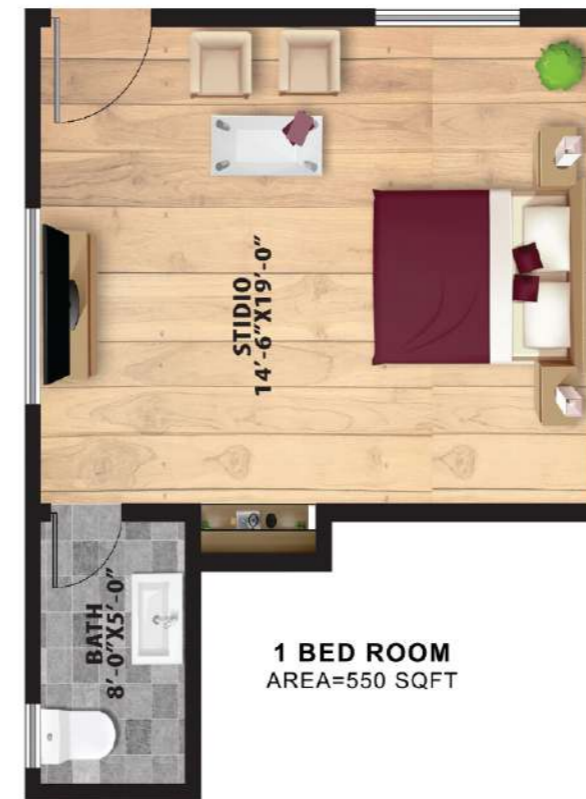 STIDIO
14'-6"X19'-0"
BATH
8'-0"X5'-0"
1 BED ROOM
AREA=550 SQFT